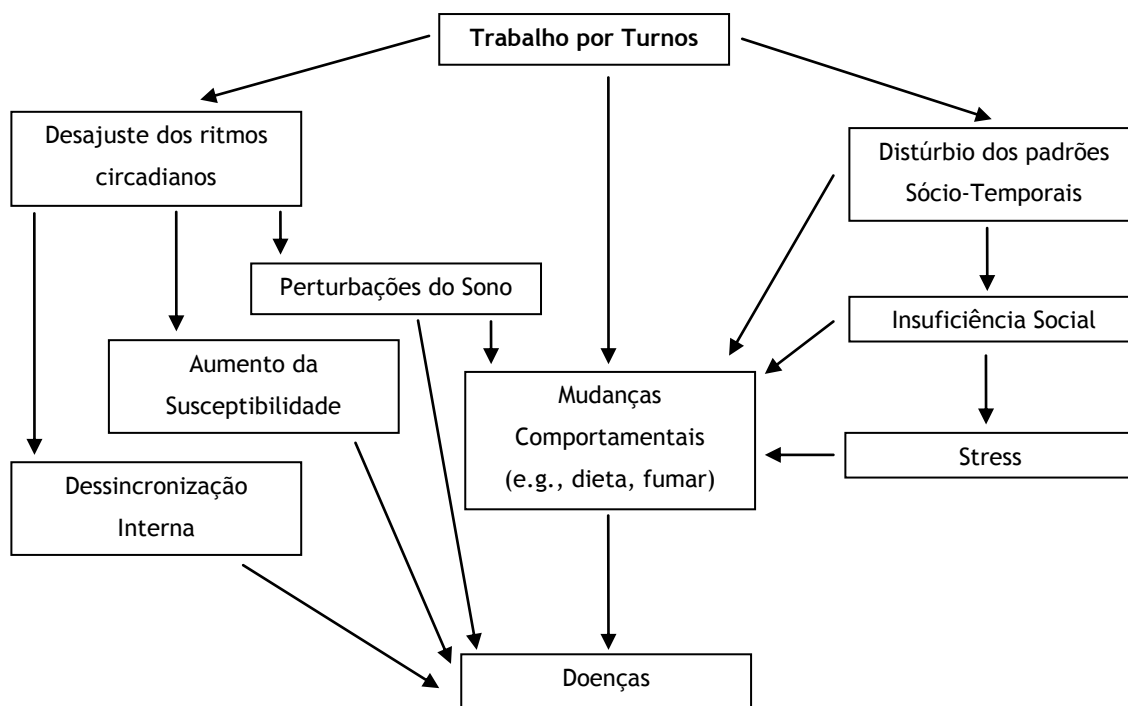 Trabalho por Turnos
Desajuste dos ritmos
circadianos
Distúrbio dos padrões
Sócio-Temporais
Perturbações do Sono
Insuficiência Social
Aumento da
Susceptibilidade
Mudanças
Comportamentais
(e.g., dieta, fumar)
Stress
Dessincronização
Interna
Doenças